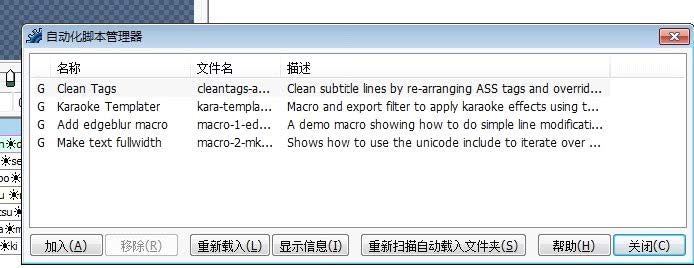 自动化脚本管理器
名称 文件名 描述
G Clean Tags cleantags-a... Clean subtitle lines by re-arranging ASS tags and overrid...
G Karaoke Templater kara-templa... Macro and export filter to apply karaoke effects using t...
G Add edgeblur macro macro-1-ed... A demo macro showing how to do simple line modificati...
G Make text fullwidth macro-2-mk... Shows how to use the unicode include to iterate over ...
加入(A) 移除(R) 重新载入(L) 显示信息(I) 重新扫描自动载入文件夹(S) 帮助(H) 关闭(C)